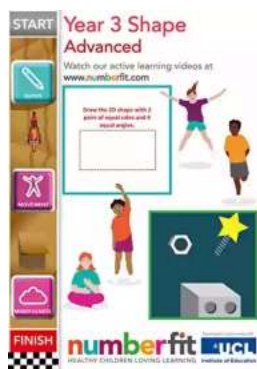 START
Year 3 Shape
Advanced
Watch our active learning videos at
www.numberfit.com
Draw the 2D shape with 2
pairs of equal sides and 4
equal angles.
MOVEMENT
MINDFULNESS
FINISH
numberfit
HEALTHY CHILDREN LOVING LEARNING
UCL
Institute of Education